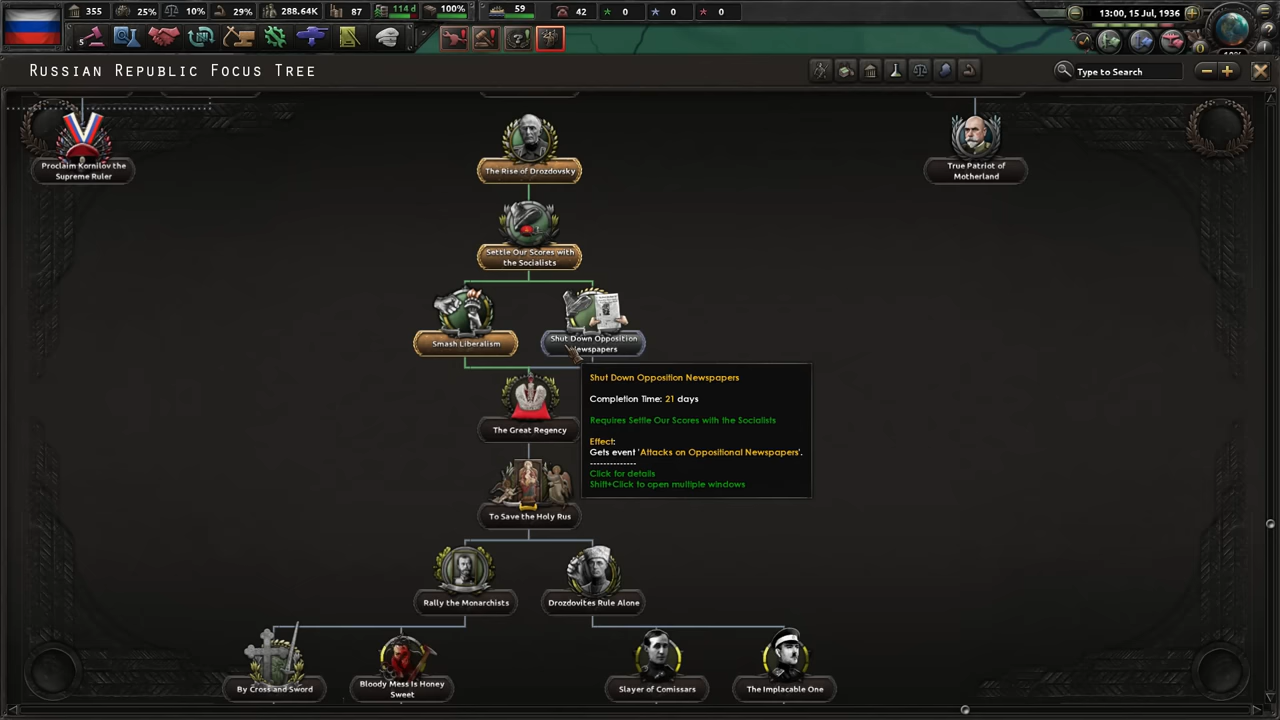 355 25% 10% 29% 288.64K 87 114 d 100% 59 42 0 0 0 13:00, 15 Jul, 1936
5
Russian Republic Focus Tree
Type to Search
Proclaim Kornilov the
Supreme Ruler
The Rise of Drozdovsky
True Patriot of
Motherland
Settle Our Scores with
the Socialists
Smash Liberalism
Shut Down Opposition
Newspapers
Shut Down Opposition Newspapers
Completion Time: 21 days
Requires Settle Our Scores with the Socialists
Effect:
Gets event 'Attacks on Oppositional Newspapers'.
--------------
Click for details
Shift+Click to open multiple windows
The Great Regency
To Save the Holy Rus
Rally the Monarchists
Drozdovites Rule Alone
By Cross and Sword
Bloody Mess Is Honey
Sweet
Slayer of Comissars
The Implacable One